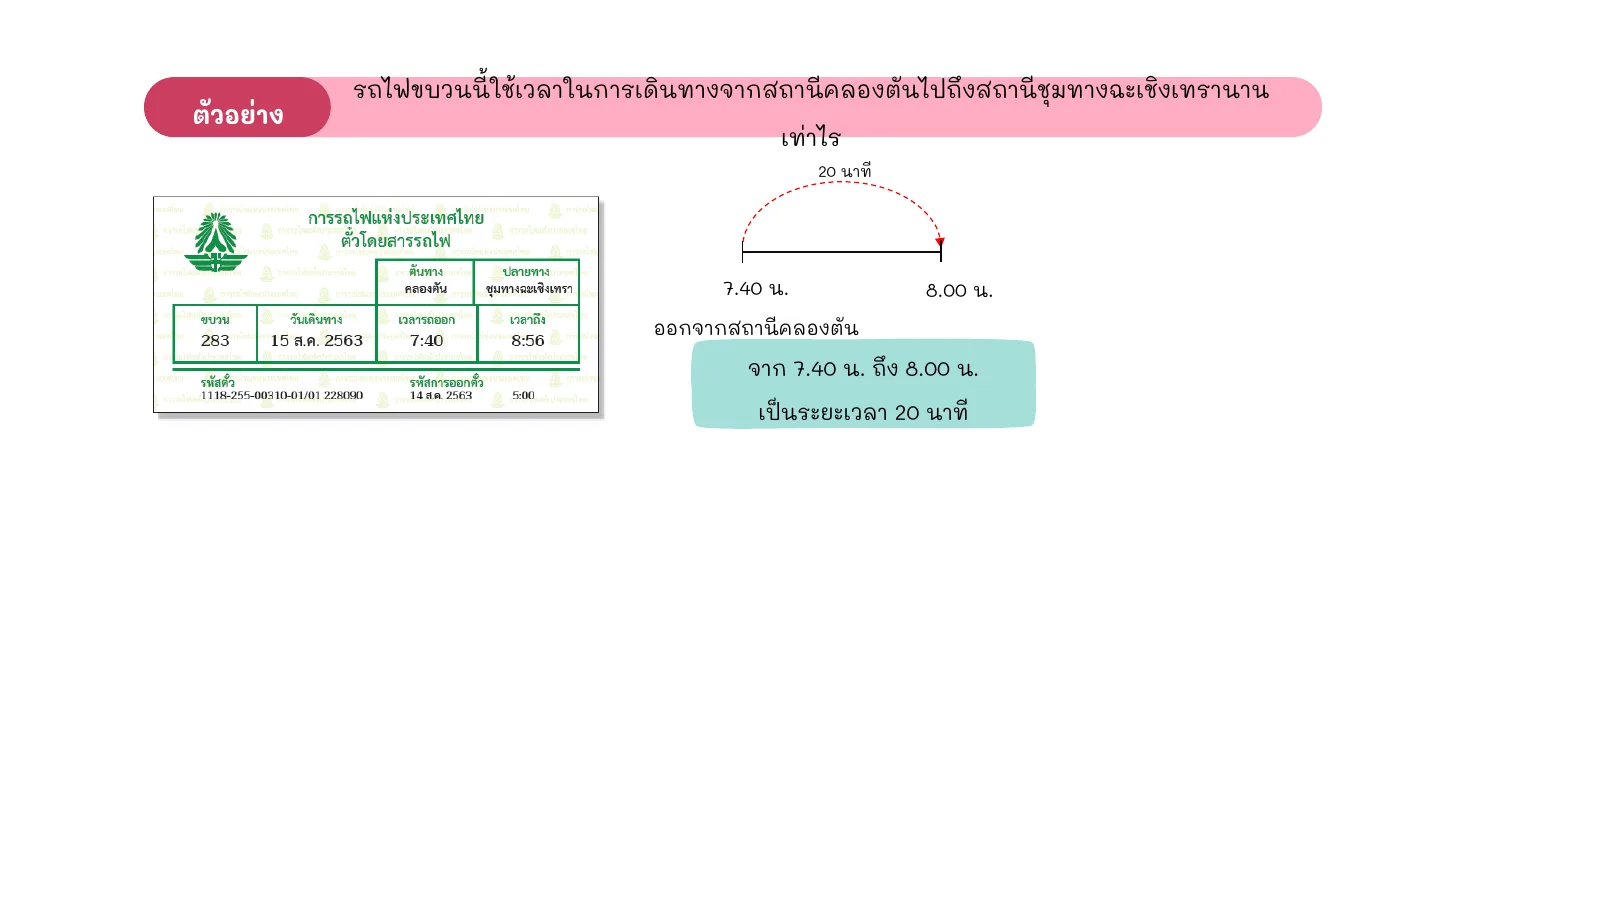 ตัวอย่าง
รถไฟขบวนนี้ใช้เวลาในการเดินทางจากสถานีคลองตันไปถึงสถานีชุมทางฉะเชิงเทรานาน
เท่าไร
การรถไฟแห่งประเทศไทย
ตั๋วโดยสารรถไฟ
ต้นทาง ปลายทาง
คลองตัน ชุมทางฉะเชิงเทรา
ขบวน วันเดินทาง เวลารถออก เวลาถึง
283 15 ส.ค. 2563 7:40 8:56
รหัสตั๋ว รหัสการออกตั๋ว
1118-255-00310-01/01 228090 14 ส.ค. 2563 5:00
20 นาที
7.40 น. 8.00 น.
ออกจากสถานีคลองตัน
จาก 7.40 น. ถึง 8.00 น.
เป็นระยะเวลา 20 นาที